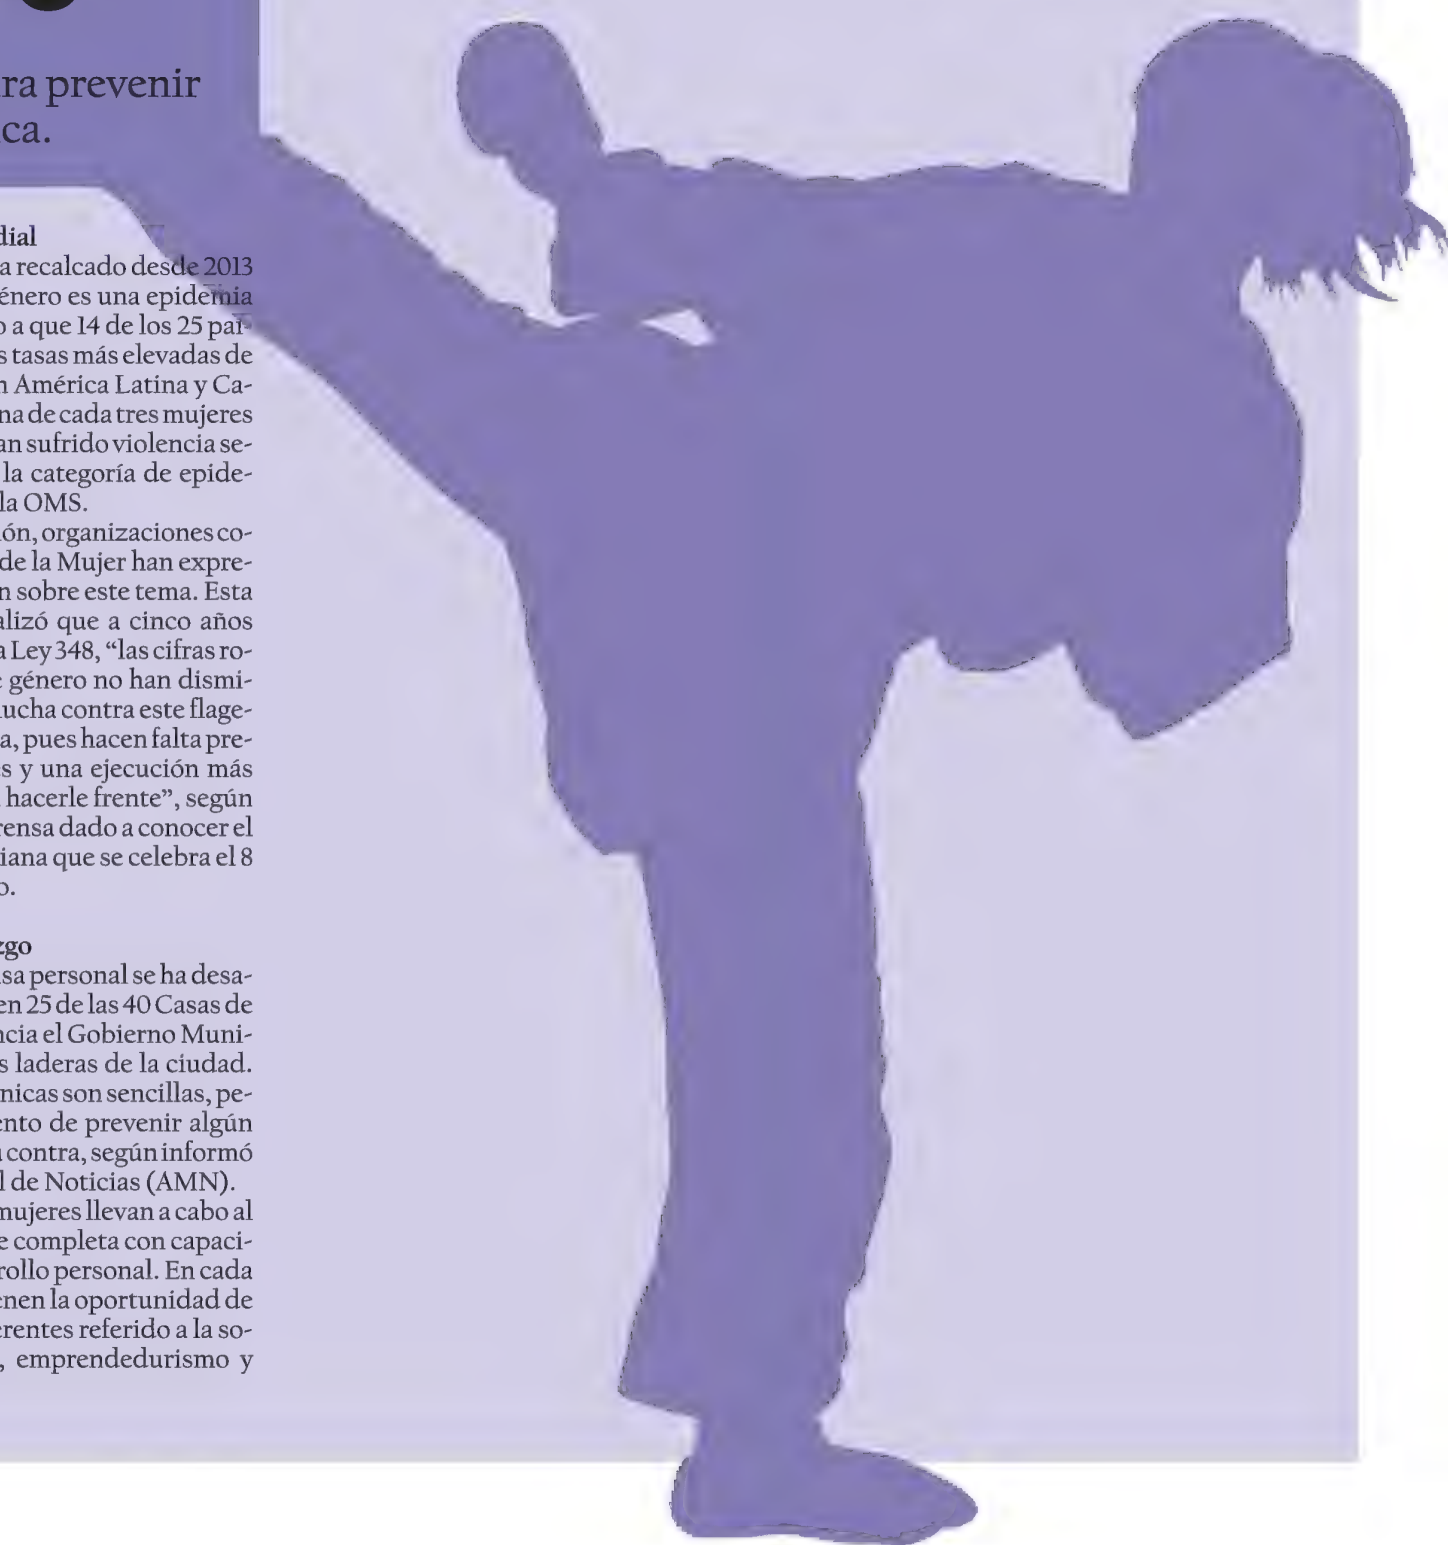 ra prevenir
ca.
dial
a recalcado desde 2013
énero es una epidemia
o a que 14 de los 25 paí-
s tasas más elevadas de
n América Latina y Ca-
na de cada tres mujeres
an sufrido violencia se-
la categoría de epide-
la OMS.
ión, organizaciones co-
de la Mujer han expre-
n sobre este tema. Esta
alizó que a cinco años
a Ley 348, “las cifras ro-
e género no han dismi-
lucha contra este flage-
a, pues hacen falta pre-
es y una ejecución más
a hacerle frente”, según
rensa dado a conocer el
iana que se celebra el 8
o.
zgo
nsa personal se ha desa-
en 25 de las 40 Casas de
ncia el Gobierno Muni-
s laderas de la ciudad.
nicas son sencillas, pe-
ento de prevenir algún
u contra, según informó
l de Noticias (AMN).
mujeres llevan a cabo al
e completa con capaci-
rollo personal. En cada
enen la oportunidad de
erentes referido a la so-
, emprendedurismo y